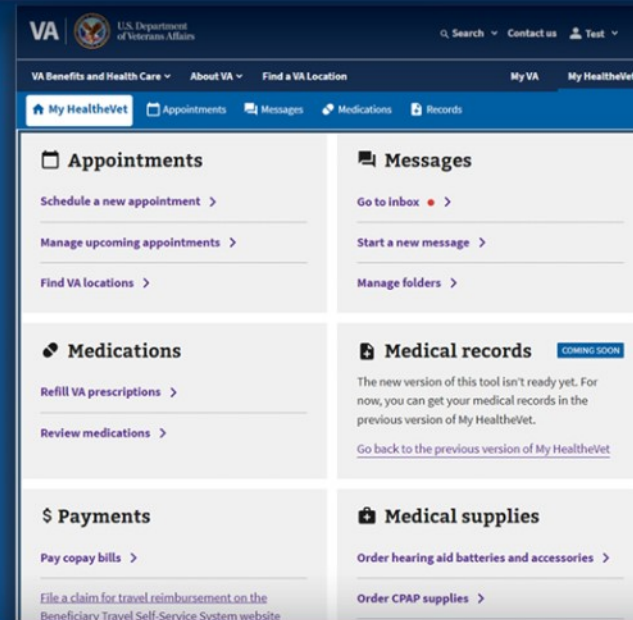 VA
U.S. Department
of Veterans Affairs
Search
Contact us
Test
VA Benefits and Health Care
About VA
Find a VA Location
My VA
My HealtheVet
My HealtheVet
Appointments
Messages
Medications
Records
Appointments
Schedule a new appointment
Manage upcoming appointments
Find VA locations
Messages
Go to inbox
Start a new message
Manage folders
Medications
Refill VA prescriptions
Review medications
Medical records
COMING SOON
The new version of this tool isn't ready yet. For
now, you can get your medical records in the
previous version of My HealtheVet.
Go back to the previous version of My HealtheVet
$ Payments
Pay copay bills
File a claim for travel reimbursement on the
Beneficiary Travel Self-Service System website
Medical supplies
Order hearing aid batteries and accessories
Order CPAP supplies